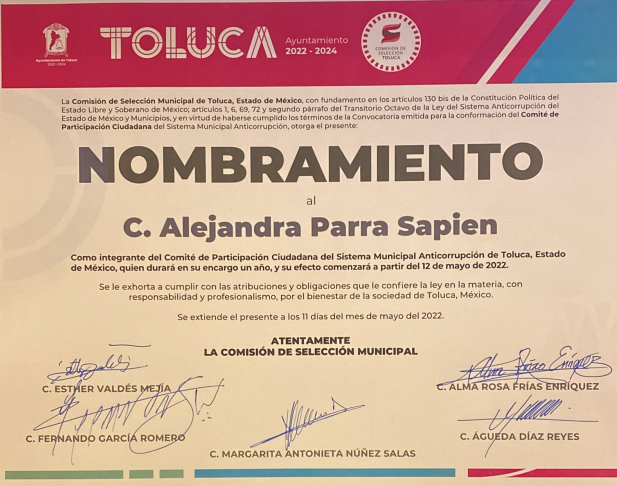 Ayuntamiento de Toluca
TOLUCA
Ayuntamiento
2022 - 2024
COMISIÓN DE
SELECCIÓN
TOLUCA
La Comisión de Selección Municipal de Toluca, Estado de México, con fundamento en los artículos 130 bis de la Constitución Política del
Estado Libre y Soberano de México; artículos 1, 6, 69, 72 y segundo párrafo del Transitorio Octavo de la Ley del Sistema Anticorrupción del
Estado de México y Municipios, y en virtud de haberse cumplido los términos de la Convocatoria emitida para la conformación del Comité de
Participación Ciudadana del Sistema Municipal Anticorrupción, otorga el presente:
NOMBRAMIENTO
al
C. Alejandra Parra Sapien
Como integrante del Comité de Participación Ciudadana del Sistema Municipal Anticorrupción de Toluca, Estado
de México, quien durará en su encargo un año, y su efecto comenzará a partir del 12 de mayo de 2022.
Se le exhorta a cumplir con las atribuciones y obligaciones que le confiere la ley en la materia, con
responsabilidad y profesionalismo, por el bienestar de la sociedad de Toluca, México.
Se extiende el presente a los 11 días del mes de mayo del 2022.
ATENTAMENTE
LA COMISIÓN DE SELECCIÓN MUNICIPAL
C. ESTHER VALDÉS MEJÍA
C. ALMA ROSA FRÍAS ENRÍQUEZ
C. FERNANDO GARCÍA ROMERO
C. ÁGUEDA DÍAZ REYES
C. MARGARITA ANTONIETA NÚÑEZ SALAS